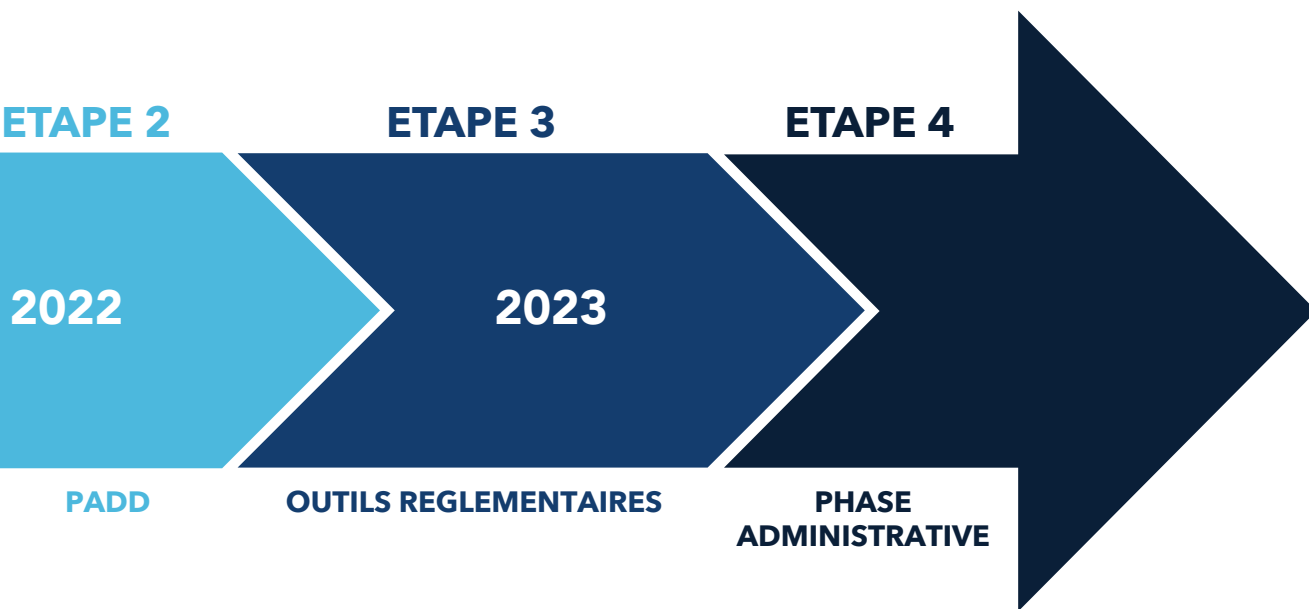 ETAPE 2
ETAPE 3
ETAPE 4
2022
2023
PADD
OUTILS REGLEMENTAIRES
PHASE
ADMINISTRATIVE